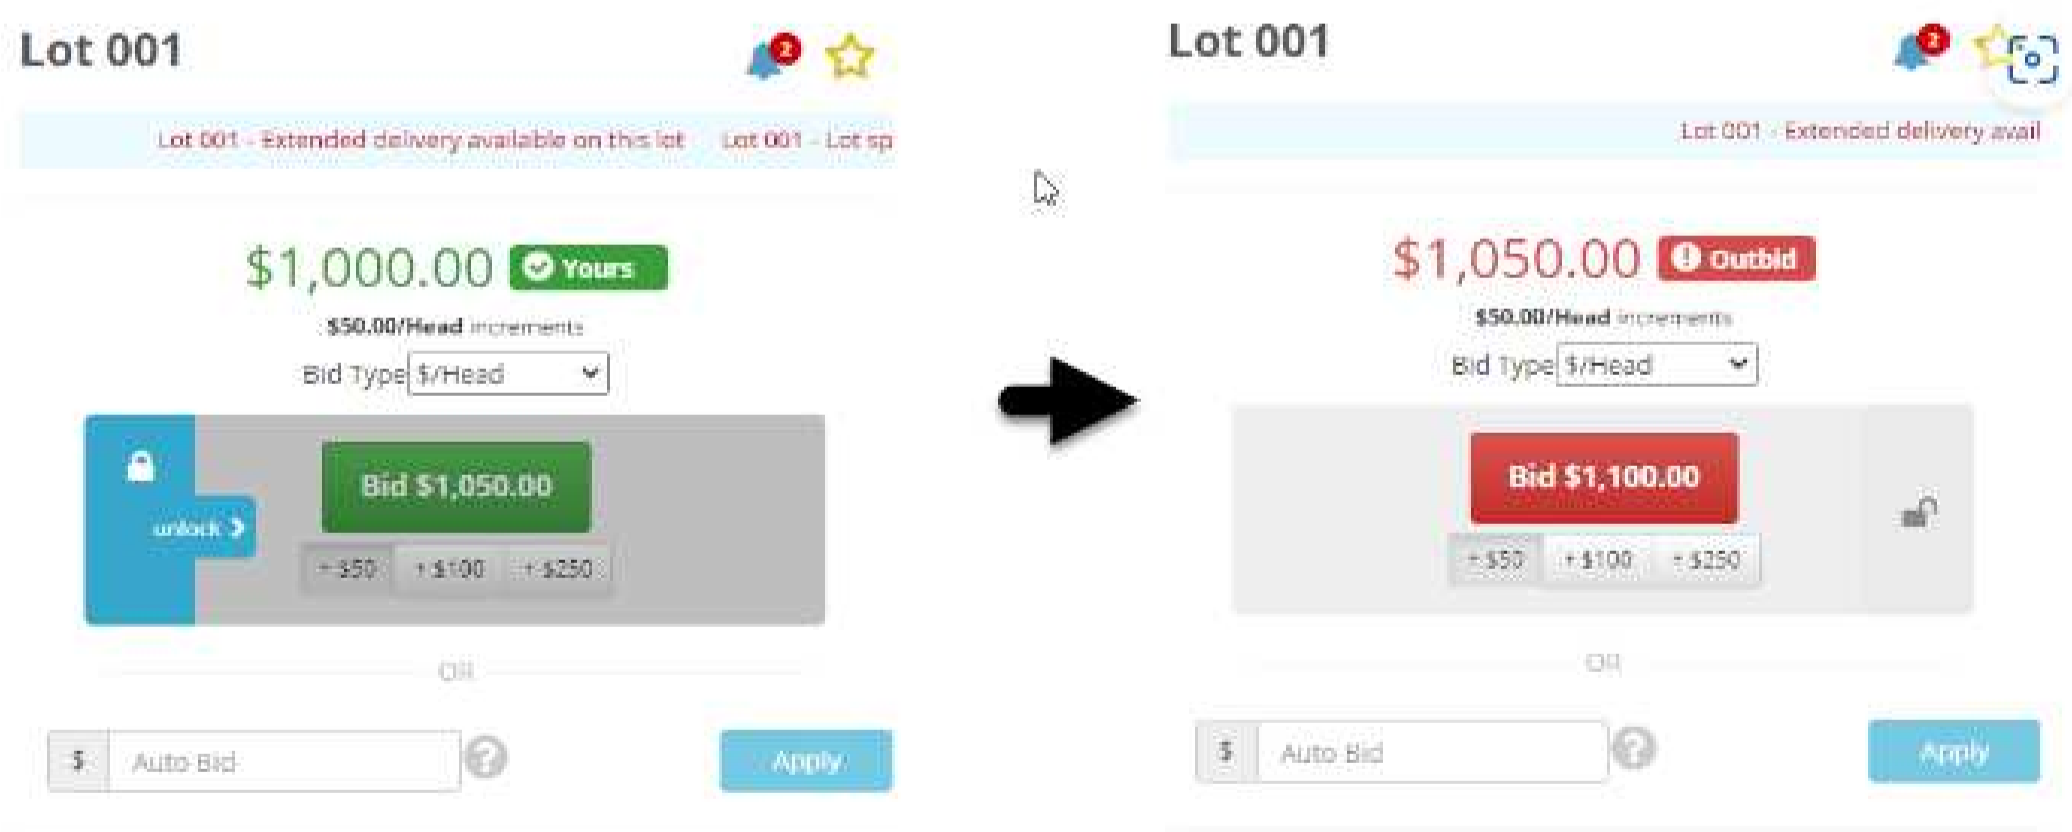 Lot 001
2
Lot 001 - Extended delivery available on this lot Lot 001 - Lot sp
$1,000.00 Yours
$50.00/Head increments
Bid Type $/Head
Bid $1,050.00
unlock
+ $50 + $100 + $250
OR
$ Auto Bid ? Apply
Lot 001
2
Lot 001 - Extended delivery avail
$1,050.00 Outbid
$50.00/Head increments
Bid Type $/Head
Bid $1,100.00
+ $50 + $100 + $250
OR
$ Auto Bid ? Apply